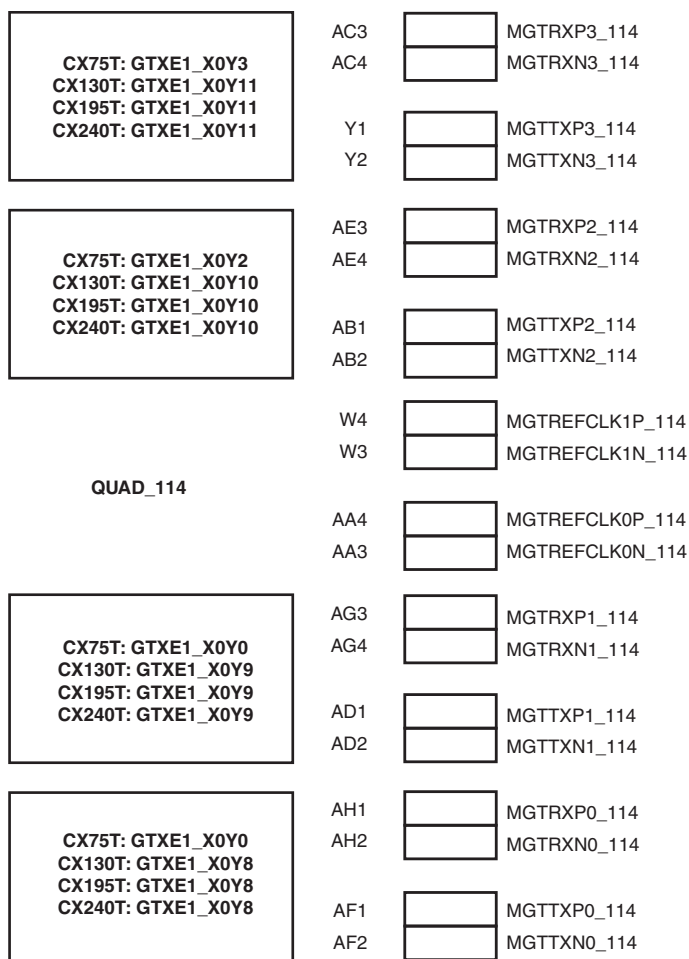 AC3 MGTRXP3_114
AC4 MGTRXN3_114
CX75T: GTXE1_X0Y3
CX130T: GTXE1_X0Y11
CX195T: GTXE1_X0Y11
CX240T: GTXE1_X0Y11
Y1 MGTTXP3_114
Y2 MGTTXN3_114
AE3 MGTRXP2_114
AE4 MGTRXN2_114
CX75T: GTXE1_X0Y2
CX130T: GTXE1_X0Y10
CX195T: GTXE1_X0Y10
CX240T: GTXE1_X0Y10
AB1 MGTTXP2_114
AB2 MGTTXN2_114
W4 MGTREFCLK1P_114
W3 MGTREFCLK1N_114
QUAD_114
AA4 MGTREFCLK0P_114
AA3 MGTREFCLK0N_114
AG3 MGTRXP1_114
AG4 MGTRXN1_114
CX75T: GTXE1_X0Y0
CX130T: GTXE1_X0Y9
CX195T: GTXE1_X0Y9
CX240T: GTXE1_X0Y9
AD1 MGTTXP1_114
AD2 MGTTXN1_114
AH1 MGTRXP0_114
AH2 MGTRXN0_114
CX75T: GTXE1_X0Y0
CX130T: GTXE1_X0Y8
CX195T: GTXE1_X0Y8
CX240T: GTXE1_X0Y8
AF1 MGTTXP0_114
AF2 MGTTXN0_114